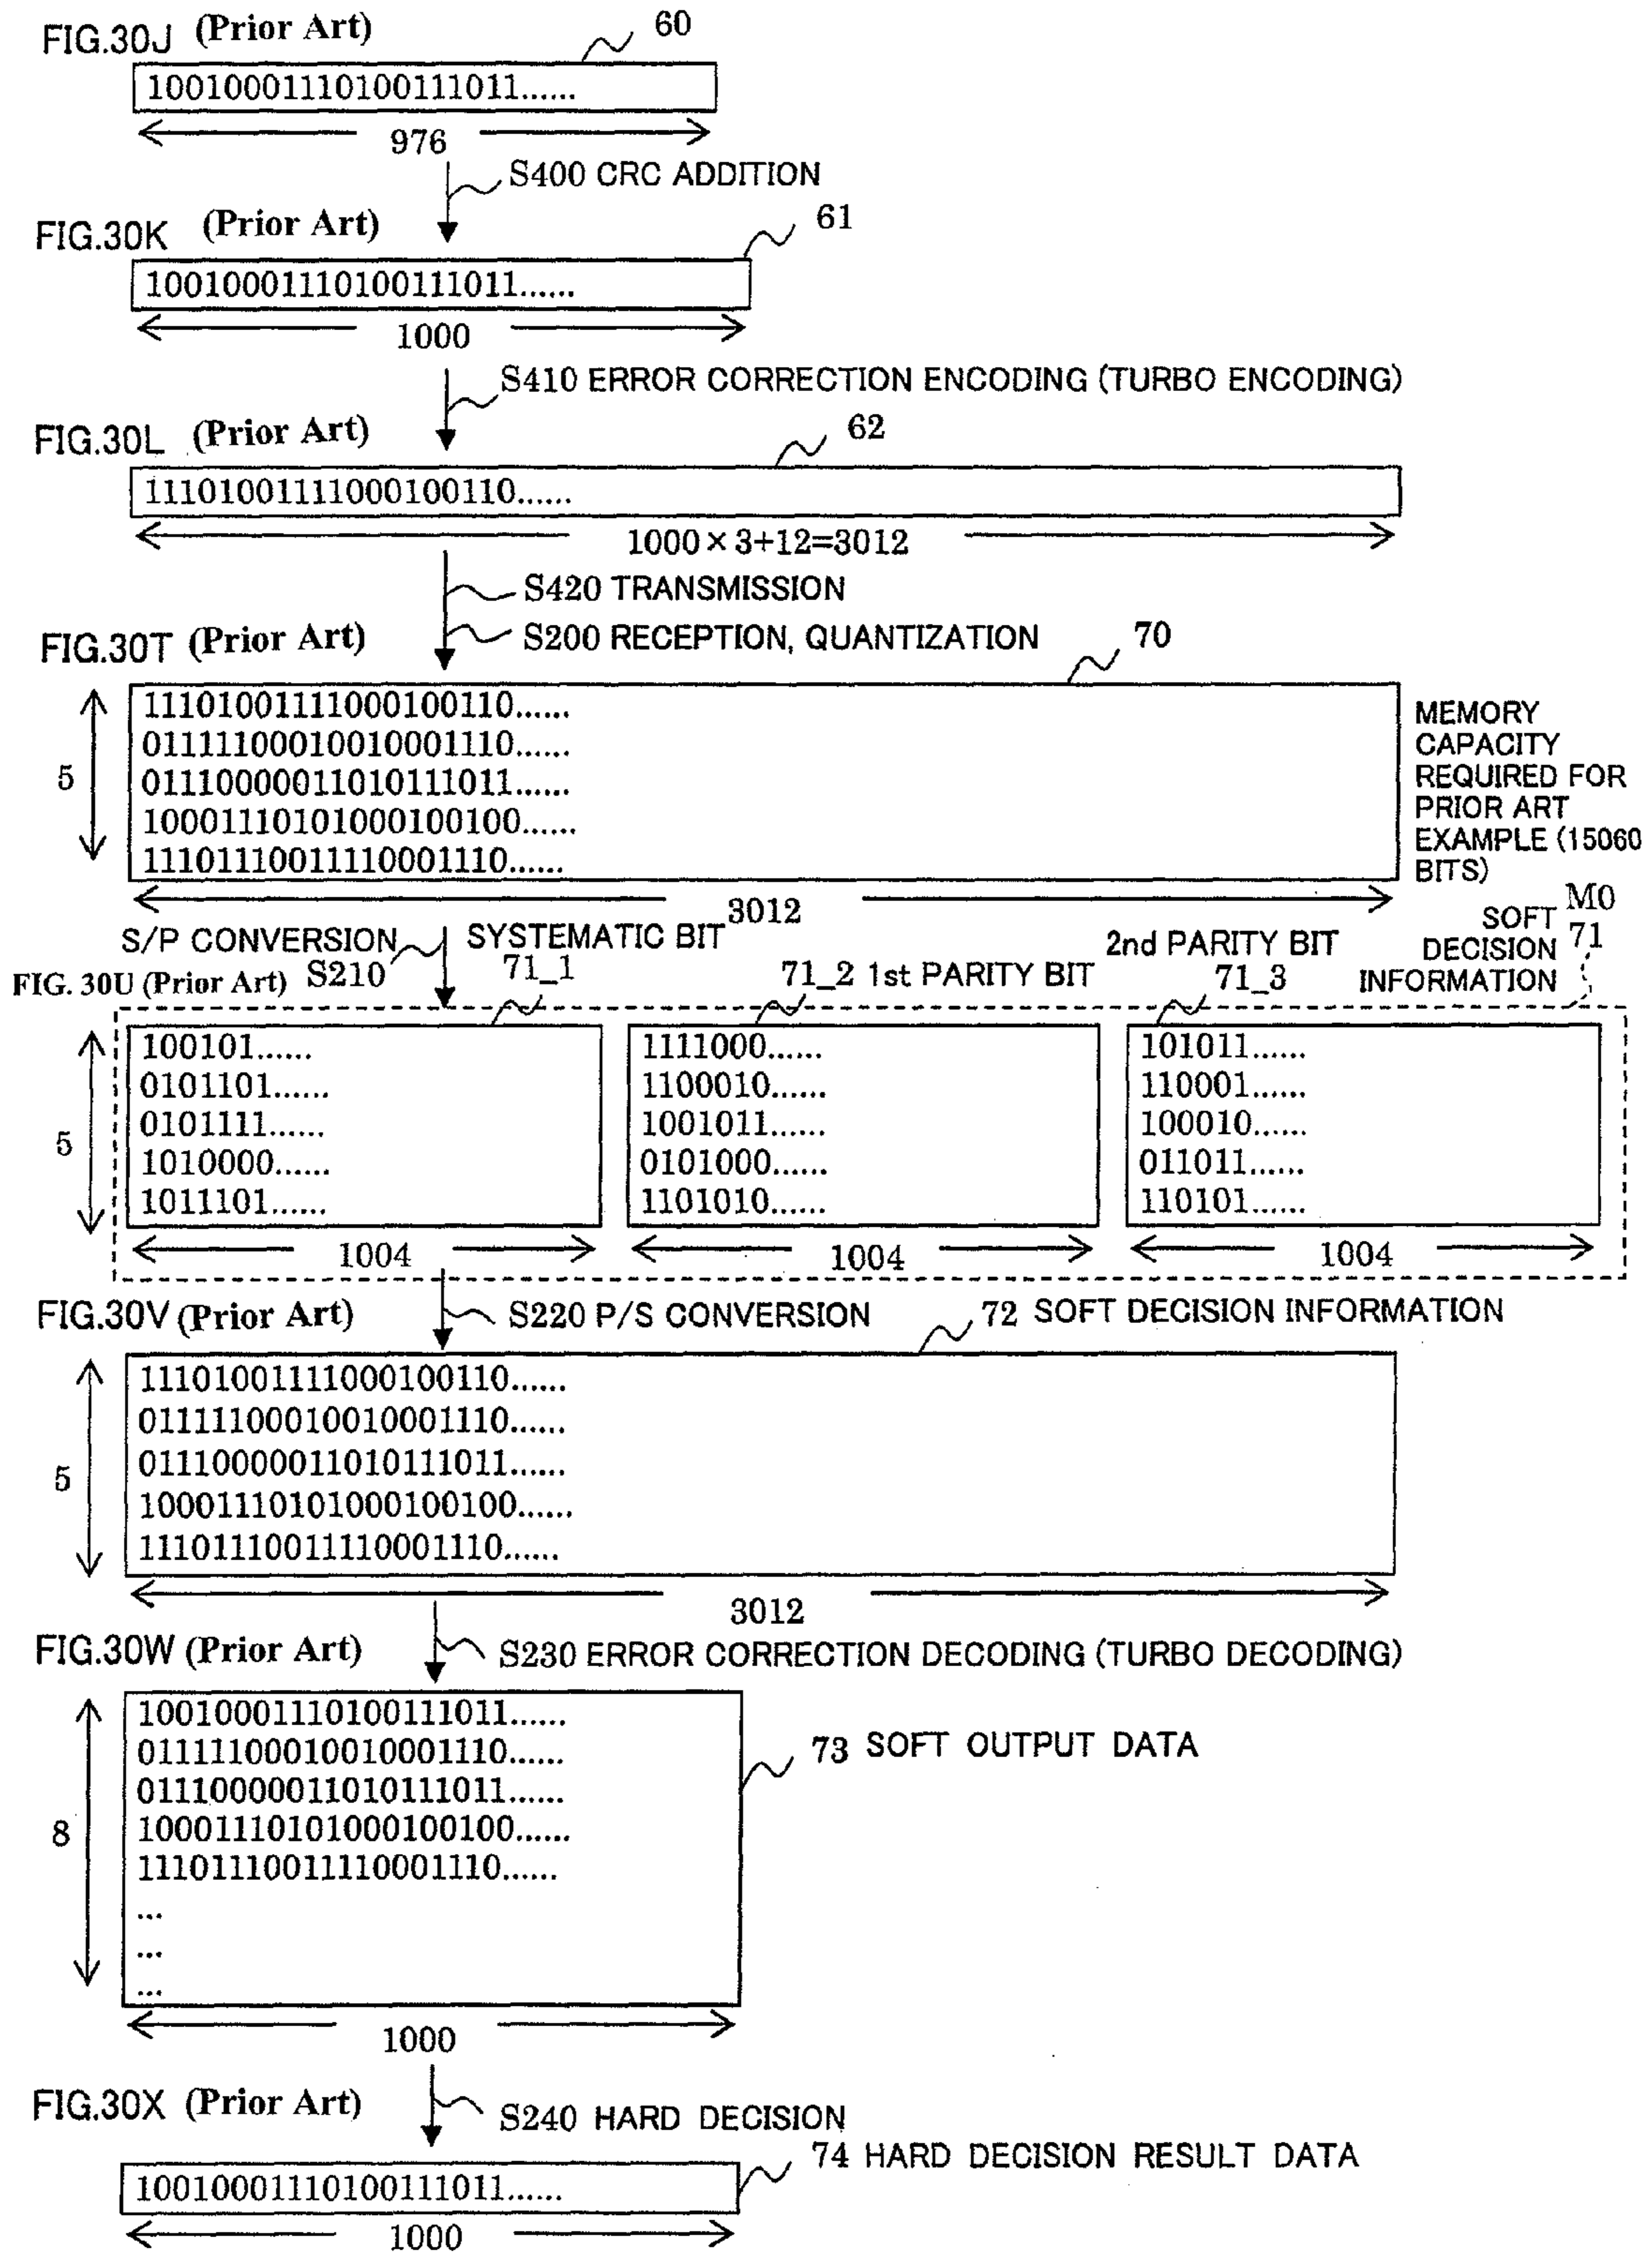 FIG.30J (Prior Art) 60
10010001110100111011......
976
S400 CRC ADDITION
FIG.30K (Prior Art) 61
10010001110100111011......
1000
S410 ERROR CORRECTION ENCODING (TURBO ENCODING)
FIG.30L (Prior Art) 62
11101001111000100110......
1000×3+12=3012
S420 TRANSMISSION
FIG.30T (Prior Art) S200 RECEPTION, QUANTIZATION 70
11101001111000100110......
01111100010010001110......
01110000011010111011......
10001110101000100100......
11101110011110001110......
5
MEMORY
CAPACITY
REQUIRED FOR
PRIOR ART
EXAMPLE (15060
BITS)
3012
M0
S/P CONVERSION
S210
SYSTEMATIC BIT
71_1
71_2 1st PARITY BIT
2nd PARITY BIT
71_3
SOFT
DECISION 71
INFORMATION
FIG. 30U (Prior Art)
5
100101......
0101101......
0101111......
1010000......
1011101......
1004
1111000......
1100010......
1001011......
0101000......
1101010......
1004
101011......
110001......
100010......
011011......
110101......
1004
FIG.30V (Prior Art) S220 P/S CONVERSION 72 SOFT DECISION INFORMATION
11101001111000100110......
01111100010010001110......
01110000011010111011......
10001110101000100100......
11101110011110001110......
5
3012
FIG.30W (Prior Art) S230 ERROR CORRECTION DECODING (TURBO DECODING)
10010001110100111011......
01111100010010001110......
01110000011010111011......
10001110101000100100......
11101110011110001110......
...
...
...
8
73 SOFT OUTPUT DATA
1000
FIG.30X (Prior Art) S240 HARD DECISION
74 HARD DECISION RESULT DATA
10010001110100111011......
1000